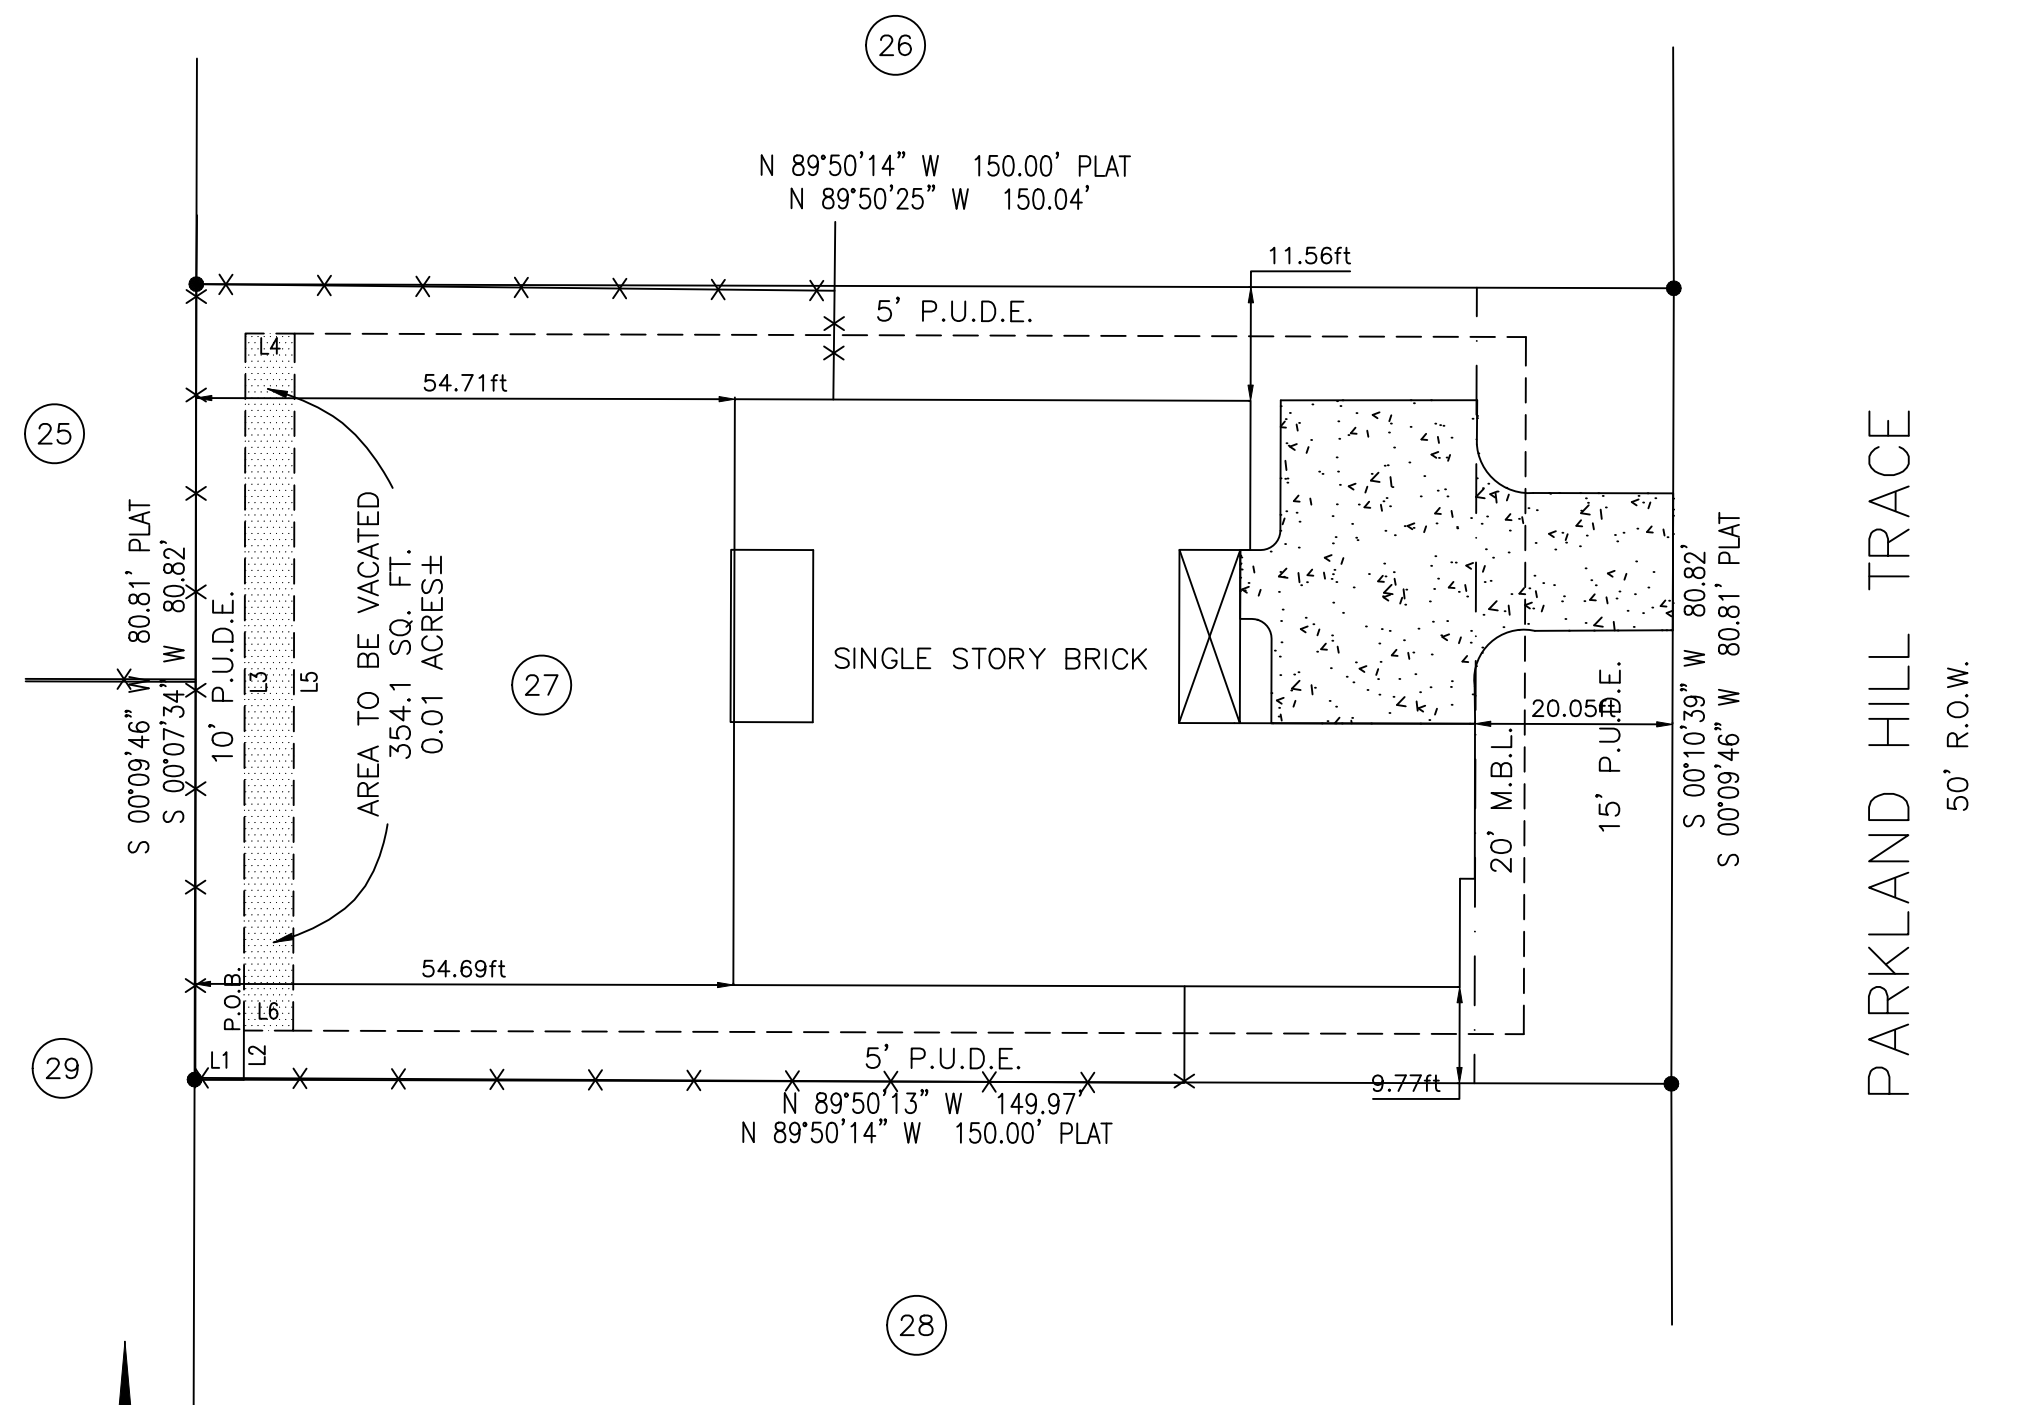 26
N 89°50'14" W 150.00' PLAT
N 89°50'25" W 150.04'
11.56ft
5' P.U.D.E.
L4
54.71ft
25
S 00°09'46" W 80.81' PLAT
S 00°07'34" W 80.82'
10' P.U.D.E.
L3
L5
AREA TO BE VACATED
354.1 SQ. FT.
0.01 ACRES±
27
SINGLE STORY BRICK
20.05ft
20' M.B.L.
15' P.U.D.E.
S 00°10'39" W 80.82'
S 00°09'46" W 80.81' PLAT
PARKLAND HILL TRACE
50' R.O.W.
54.69ft
P.O.B.
L6
L1
L2
29
5' P.U.D.E.
9.77ft
N 89°50'13" W 149.97'
N 89°50'14" W 150.00' PLAT
28